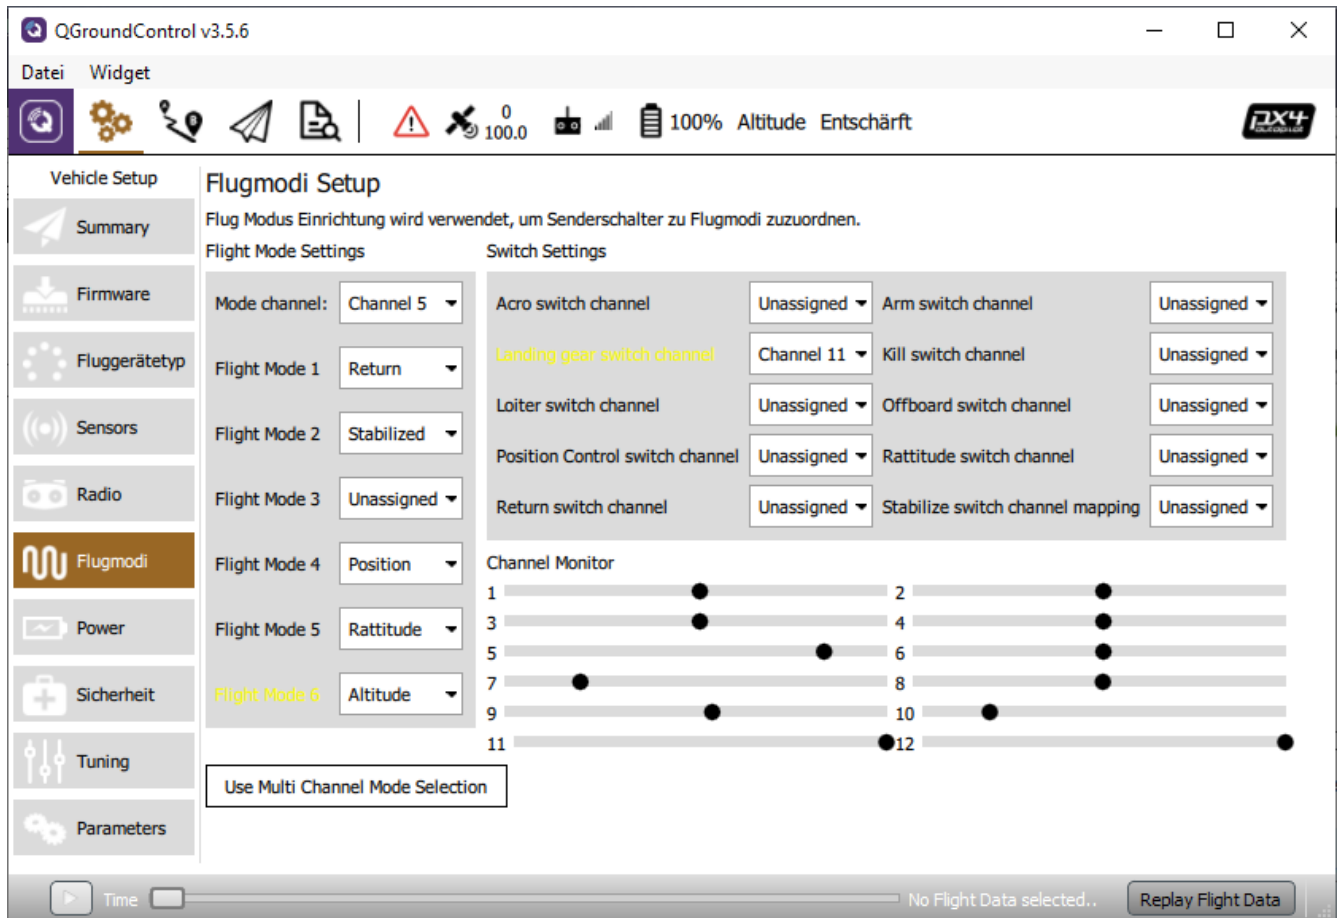 QGroundControl v3.5.6
Datei Widget
0
100.0
100% Altitude Entschärft
px4
autopilot
Vehicle Setup
Summary
Firmware
Fluggerätetyp
Sensors
Radio
Flugmodi
Power
Sicherheit
Tuning
Parameters
Flugmodi Setup
Flug Modus Einrichtung wird verwendet, um Senderschalter zu Flugmodi zuzuordnen.
Flight Mode Settings
Mode channel: Channel 5
Flight Mode 1 Return
Flight Mode 2 Stabilized
Flight Mode 3 Unassigned
Flight Mode 4 Position
Flight Mode 5 Rattitude
Flight Mode 6 Altitude
Use Multi Channel Mode Selection
Switch Settings
Acro switch channel Unassigned Arm switch channel Unassigned
Landing gear switch channel Channel 11 Kill switch channel Unassigned
Loiter switch channel Unassigned Offboard switch channel Unassigned
Position Control switch channel Unassigned Rattitude switch channel Unassigned
Return switch channel Unassigned Stabilize switch channel mapping Unassigned
Channel Monitor
1 2
3 4
5 6
7 8
9 10
11 12
Time No Flight Data selected.. Replay Flight Data